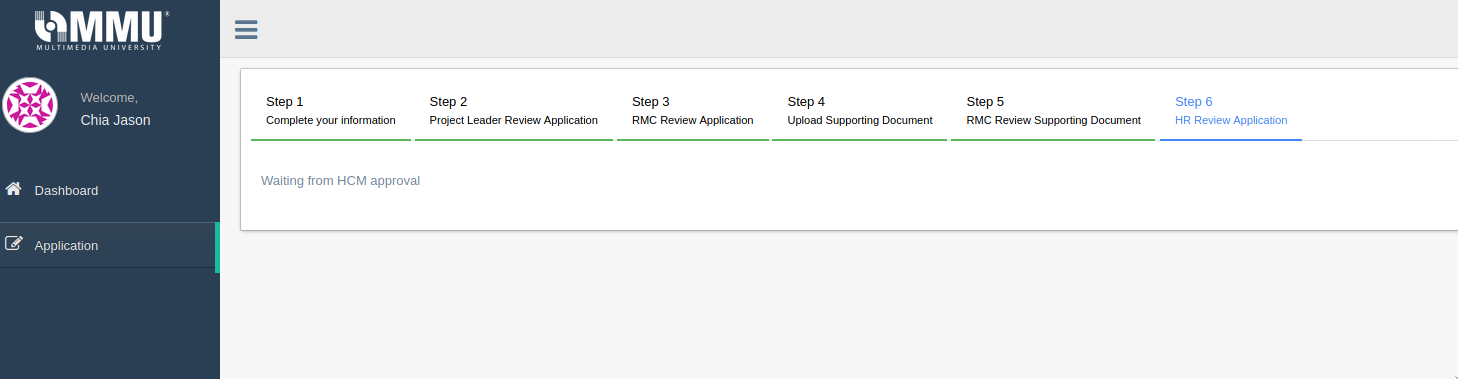 MMU
MULTIMEDIA UNIVERSITY
Welcome,
Chia Jason
Dashboard
Application
Step 1
Complete your information
Step 2
Project Leader Review Application
Step 3
RMC Review Application
Step 4
Upload Supporting Document
Step 5
RMC Review Supporting Document
Step 6
HR Review Application
Waiting from HCM approval